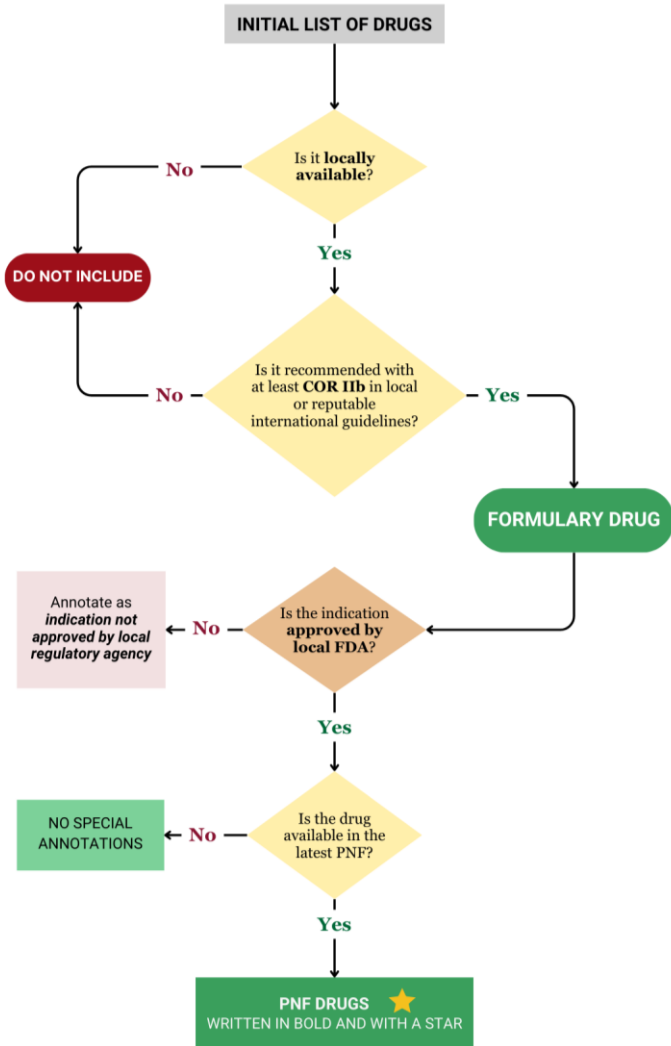 INITIAL LIST OF DRUGS
Is it locally
available?
No
Yes
DO NOT INCLUDE
Is it recommended with
at least COR IIb in local
or reputable
international guidelines?
No
Yes
FORMULARY DRUG
Is the indication
approved by
local FDA?
No
Annotate as
indication not
approved by local
regulatory agency
Yes
Is the drug
available in the
latest PNF?
No
NO SPECIAL
ANNOTATIONS
Yes
PNF DRUGS
WRITTEN IN BOLD AND WITH A STAR